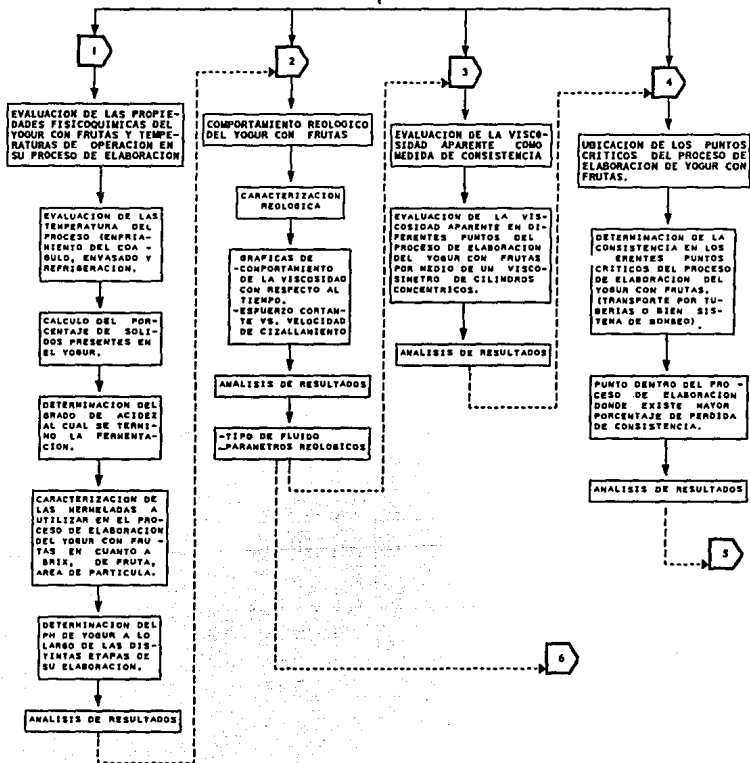 1
EVALUACION DE LAS PROPIE-
DADES FISICOQUIMICAS DEL
YOGUR CON FRUTAS Y TEMPE-
RATURAS DE OPERACION EN
SU PROCESO DE ELABORACION
EVALUACION DE LAS
TEMPERATURA DEL
PROCESO (ENFRIA-
MIENTO DEL COA -
GULO, ENVASADO Y
REFRIGERACION.
CALCULO DEL POR-
CENTAJE DE SOLI-
DOS PRESENTES EN
EL YOGUR.
DETERMINACION DEL
GRADO DE ACIDEZ
AL CUAL SE TERMI-
NO LA FERMENTA-
CION.
CARACTERIZACION DE
LAS MERMELADAS A
UTILIZAR EN EL PRO-
CESO DE ELABORACION
DEL YOGUR CON FRU -
TAS EN CUANTO A
BRIX, DE FRUTA,
AREA DE PARTICULA.
DETERMINACION DEL
PH DE YOGUR A LO
LARGO DE LAS DIS-
TINTAS ETAPAS DE
SU ELABORACION.
ANALISIS DE RESULTADOS
2
COMPORTAMIENTO REOLOGICO
DEL YOGUR CON FRUTAS
CARACTERIZACION
REOLOGICA
GRAFICAS DE
-COMPORTAMIENTO
DE LA VISCOSIDAD
CON RESPECTO AL
TIEMPO.
-ESFUERZO CORTAN-
TE VS. VELOCIDAD
DE CIZALLAMIENTO
ANALISIS DE RESULTADOS
-TIPO DE FLUIDO
_PARAMETROS REOLOGICOS
3
EVALUACION DE LA VISCO-
SIDAD APARENTE COMO
MEDIDA DE CONSISTENCIA
EVALUACION DE LA VIS-
COSIDAD APARENTE EN DI-
FERENTES PUNTOS DEL
PROCESO DE ELABORACION
DEL YOGUR CON FRUTAS
POR MEDIO DE UN VISCO-
SIMETRO DE CILINDROS
CONCENTRICOS.
ANALISIS DE RESULTADOS
4
UBICACION DE LOS PUNTOS
CRITICOS DEL PROCESO DE
ELABORACION DE YOGUR CON
FRUTAS.
DETERMINACION DE LA
CONSISTENCIA EN LOS
ERENTES PUNTOS
CRITICOS DEL PROCESO
DE ELABORACION DEL
YOGUR CON FRUTAS.
(TRANSPORTE POR TU-
BERIAS O BIEN SIS-
TEMA DE BOMBEO).
PUNTO DENTRO DEL PRO -
CESO DE ELABORACION
DONDE EXISTE MAYOR
PORCENTAJE DE PERDIDA
DE CONSISTENCIA.
ANALISIS DE RESULTADOS
5
6